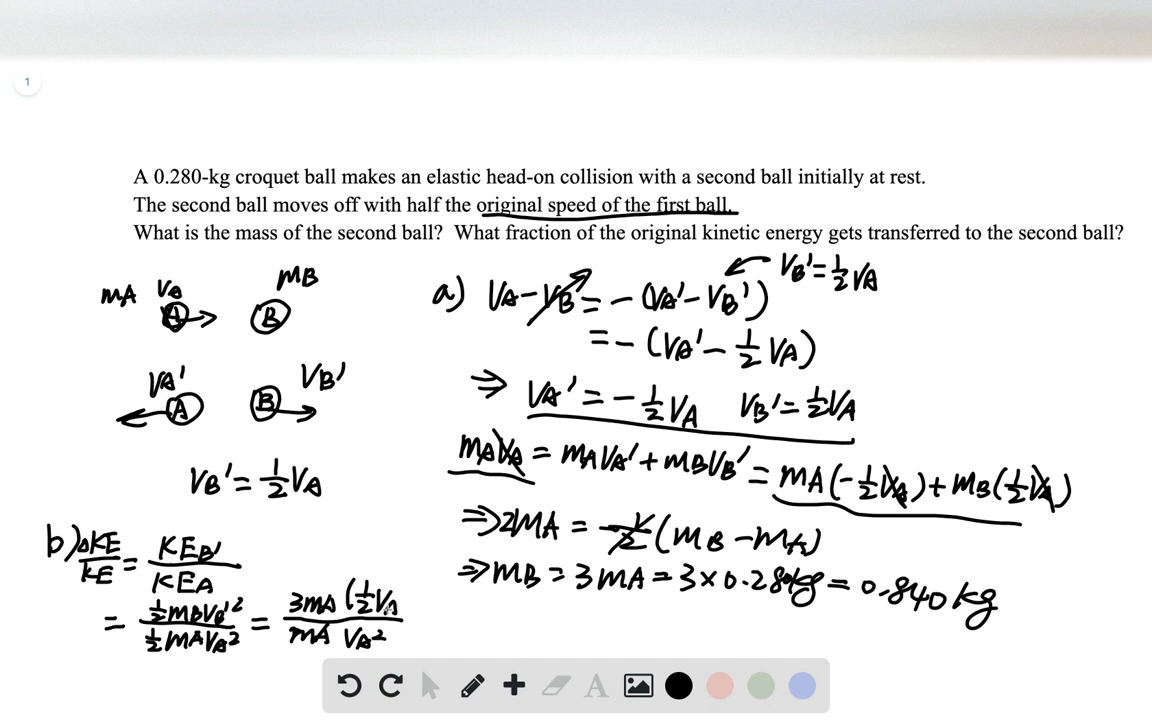 1
A 0.280-kg croquet ball makes an elastic head-on collision with a second ball initially at rest.
The second ball moves off with half the original speed of the first ball.
What is the mass of the second ball? What fraction of the original kinetic energy gets transferred to the second ball?
mA VA mB
A B
VA' VB'
A B
VB' = 1/2 VA
a) VA - VB = - (VA' - VB') VB' = 1/2 VA
= - (VA' - 1/2 VA)
⇒ VA' = - 1/2 VA VB' = 1/2 VA
mAVA = mAVA' + mBVB' = mA(-1/2 VA) + mB(1/2 VA)
⇒ 2mA = (mB - mA)
⇒ mB = 3mA = 3 × 0.280kg = 0.840 kg
b) ΔKE/KE = KEB'/KEA
= 1/2 mBVB'²/1/2 mAVA² = 3mA (1/2 VA/mA VA²
A